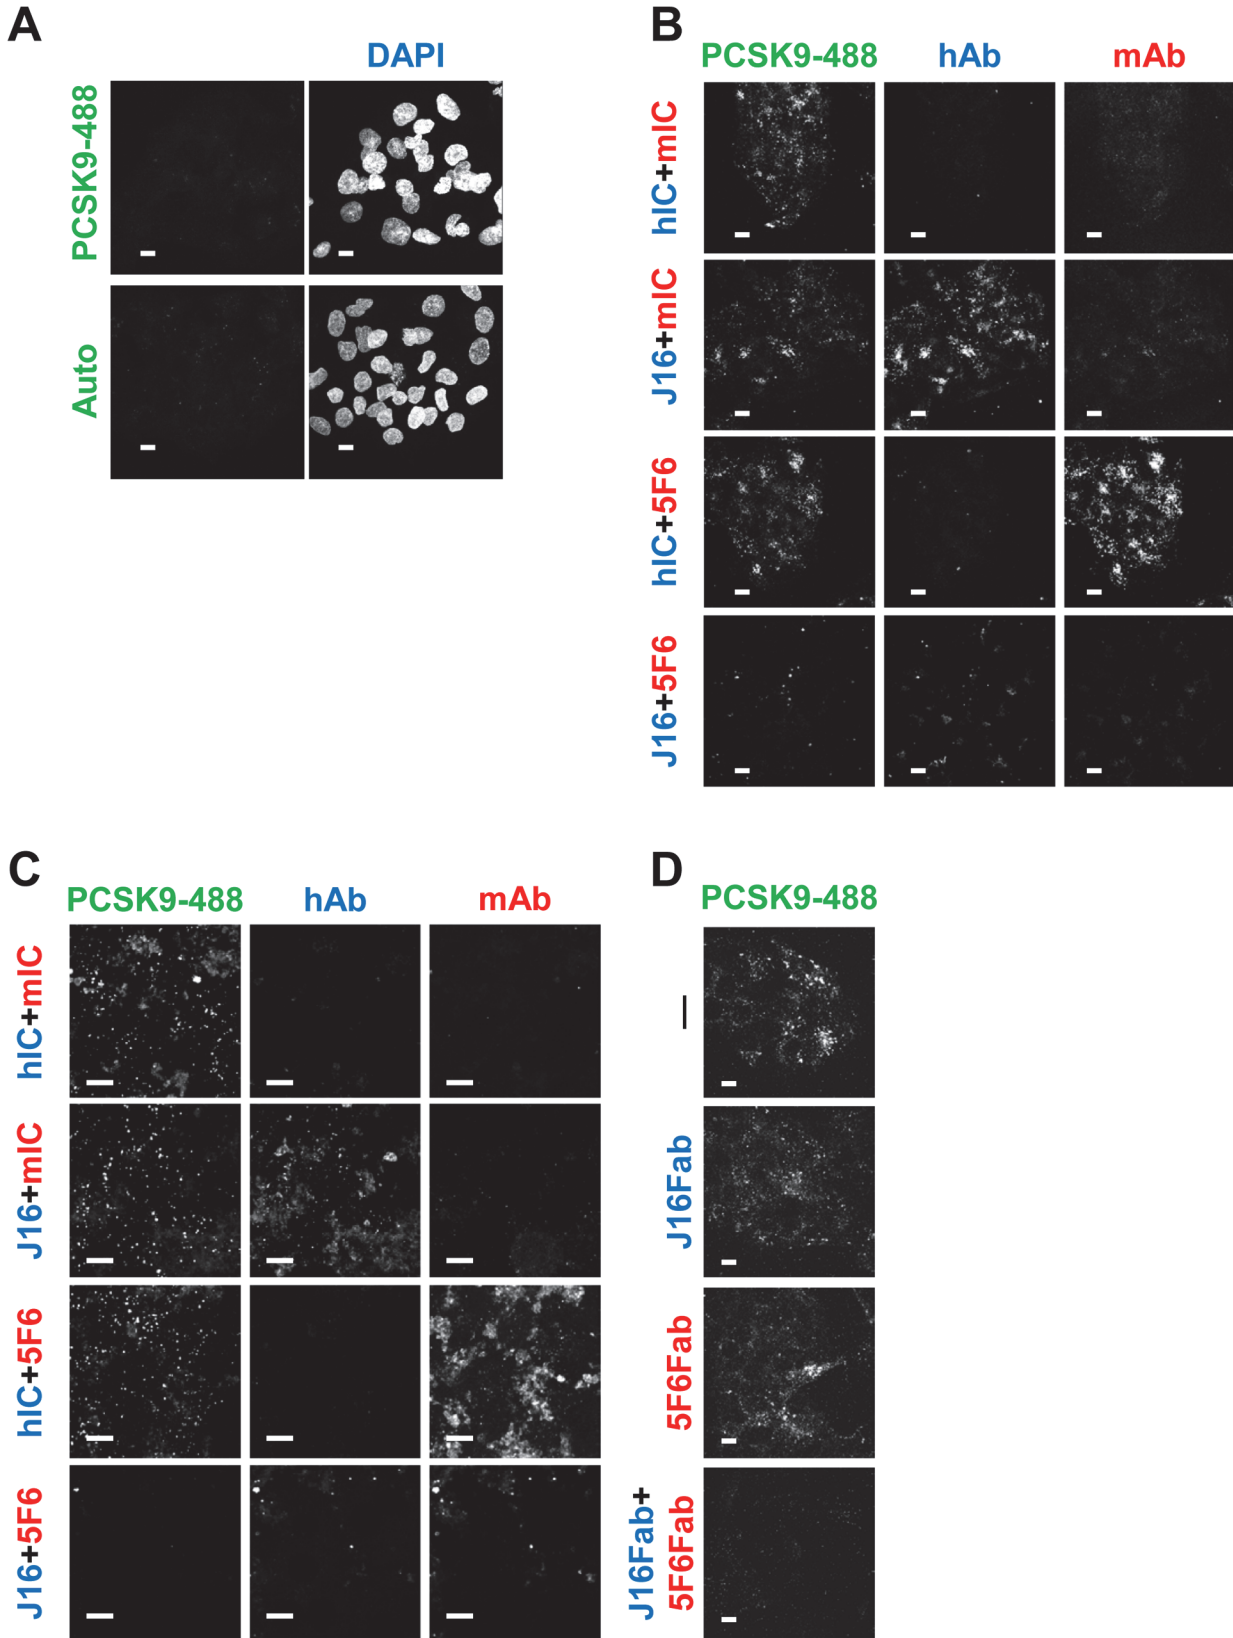 A
DAPI
PCSK9-488
Auto
B
PCSK9-488 hAb mAb
hIC+mIC
J16+mIC
hIC+5F6
J16+5F6
C
PCSK9-488 hAb mAb
hIC+mIC
J16+mIC
hIC+5F6
J16+5F6
D
PCSK9-488
—
J16Fab
5F6Fab
J16Fab+
5F6Fab